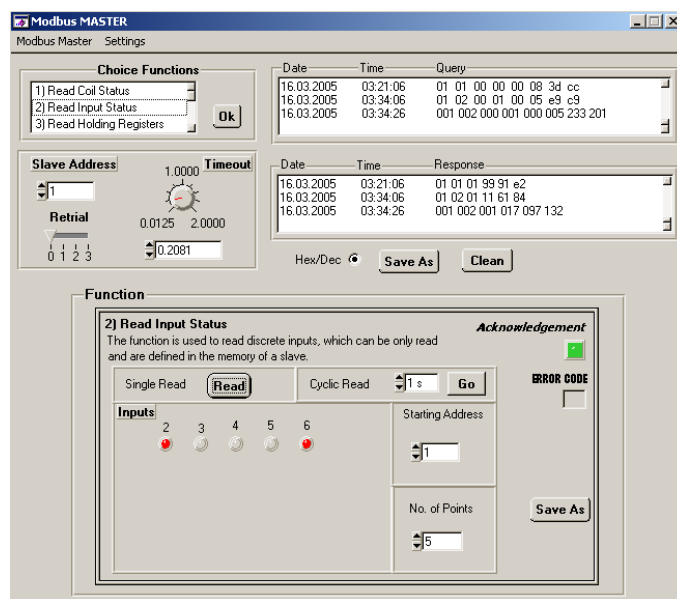 Modbus MASTER
Modbus Master Settings
Choice Functions
1) Read Coil Status
2) Read Input Status
3) Read Holding Registers
Ok
Date Time Query
16.03.2005 03:21:06 01 01 00 00 00 08 3d cc
16.03.2005 03:34:06 01 02 00 01 00 05 e9 c9
16.03.2005 03:34:26 001 002 000 001 000 005 233 201
Slave Address
1
Retrial
0 1 2 3
Timeout
1.0000
0.0125 2.0000
0.2081
Date Time Response
16.03.2005 03:21:06 01 01 01 99 91 e2
16.03.2005 03:34:06 01 02 01 11 61 84
16.03.2005 03:34:26 001 002 001 017 097 132
Hex/Dec Save As Clean
Function
2) Read Input Status
The function is used to read discrete inputs, which can be only read
and are defined in the memory of a slave.
Acknowledgement
ERROR CODE
Single Read Read Cyclic Read 1 s Go
Inputs
2 3 4 5 6
Starting Address
1
No. of Points
5
Save As